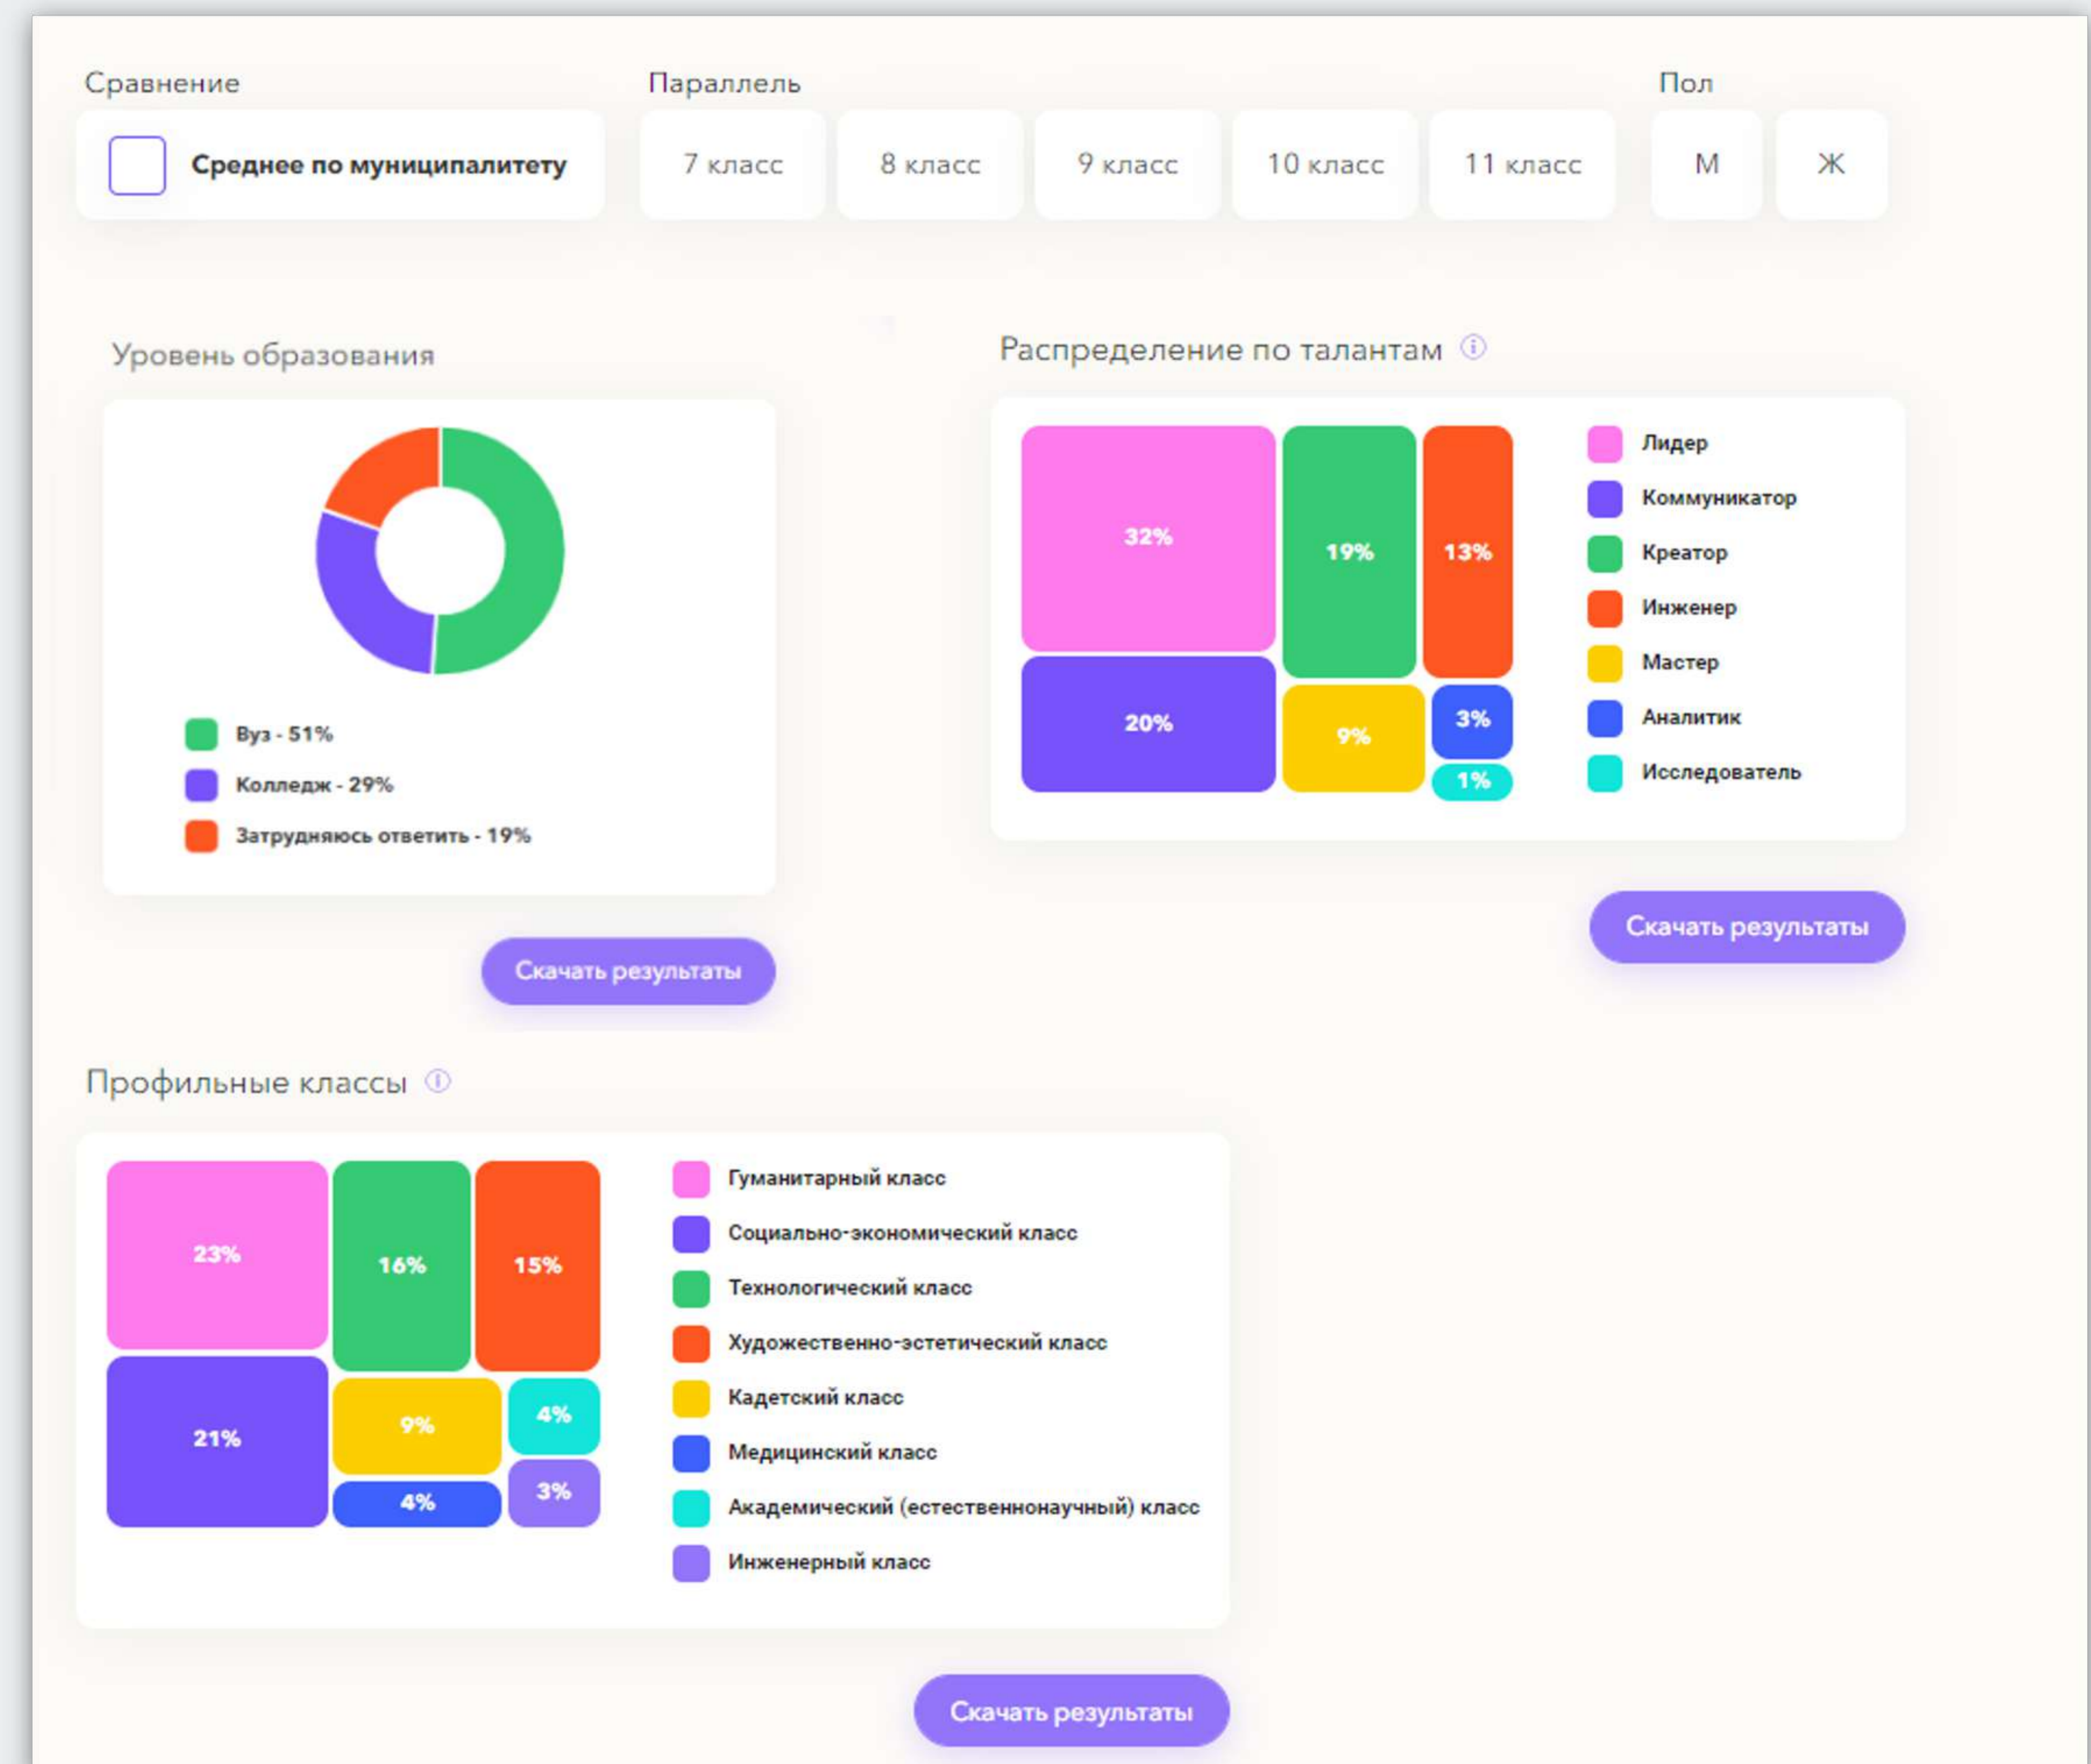 Сравнение
Среднее по муниципалитету
Параллель
7 класс
8 класс
9 класс
10 класс
11 класс
Пол
М
Ж
Уровень образования
Вуз - 51%
Колледж - 29%
Затрудняюсь ответить - 19%
Скачать результаты
Распределение по талантам
32%
19%
13%
20%
9%
3%
1%
Лидер
Коммуникатор
Креатор
Инженер
Мастер
Аналитик
Исследователь
Скачать результаты
Профильные классы
23%
16%
15%
21%
9%
4%
4%
3%
Гуманитарный класс
Социально-экономический класс
Технологический класс
Художественно-эстетический класс
Кадетский класс
Медицинский класс
Академический (естественнонаучный) класс
Инженерный класс
Скачать результаты